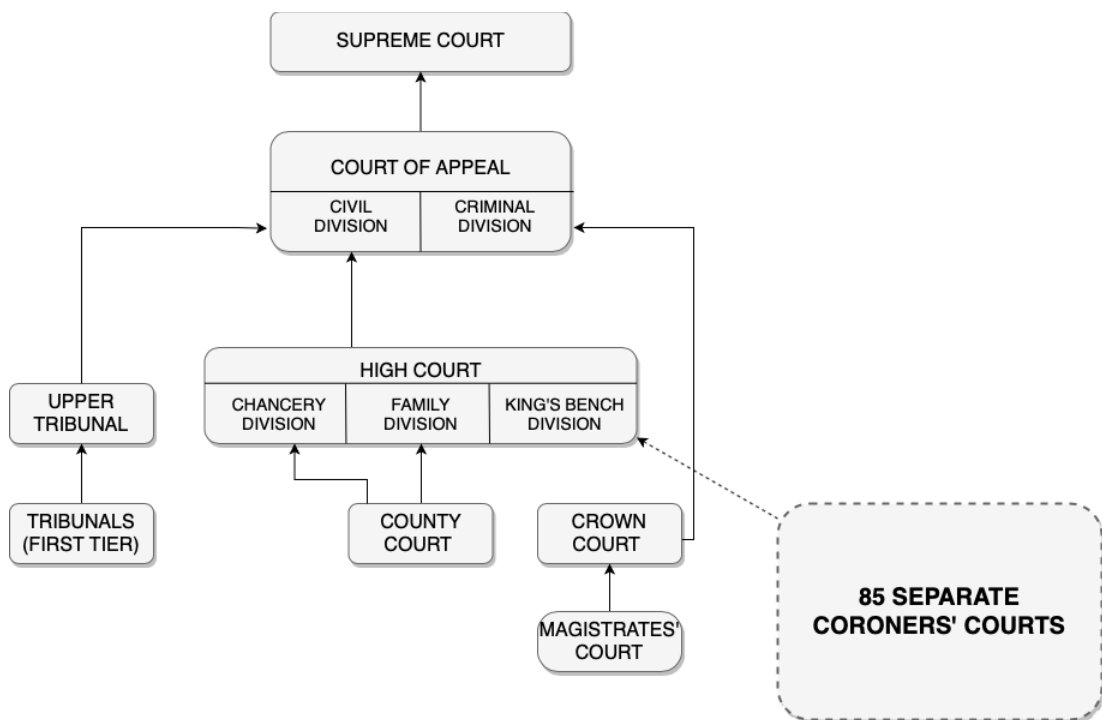 SUPREME COURT
COURT OF APPEAL
CIVIL
DIVISION
CRIMINAL
DIVISION
HIGH COURT
CHANCERY
DIVISION
FAMILY
DIVISION
KING'S BENCH
DIVISION
UPPER
TRIBUNAL
TRIBUNALS
(FIRST TIER)
COUNTY
COURT
CROWN
COURT
MAGISTRATES'
COURT
85 SEPARATE
CORONERS' COURTS